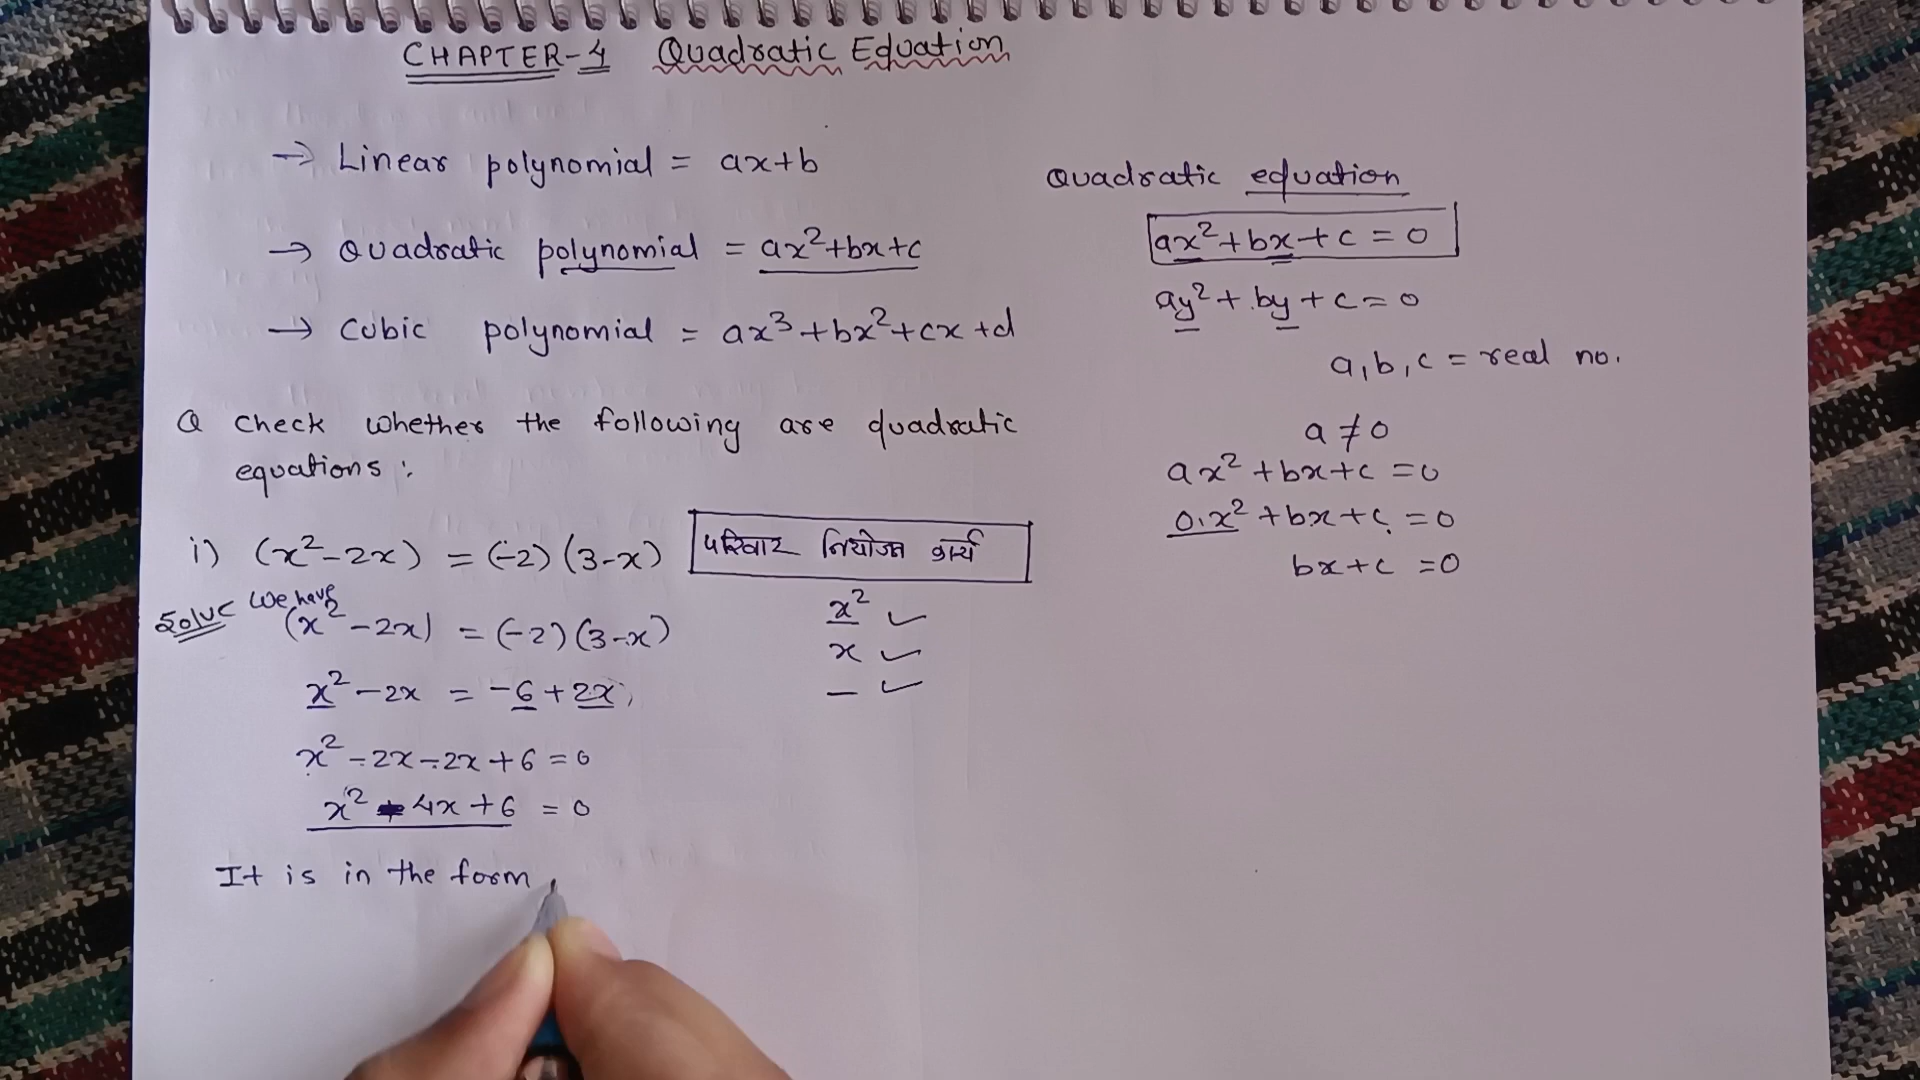 CHAPTER-4 Quadratic Equation
→ Linear polynomial = ax+b
→ Quadratic polynomial = ax²+bx+c
→ Cubic polynomial = ax³+bx²+cx+d
Quadratic equation
ax²+bx+c=0
ay²+by+c=0
a,b,c = real no.
a≠0
ax²+bx+c=0
0.x²+bx+c=0
bx+c=0
Q Check whether the following are quadratic
equations:
i) (x²-2x) = (-2)(3-x)
परिवार नियोजन कार्य
Solve We have
(x²-2x) = (-2)(3-x)
x²-2x = -6+2x,
x²-2x-2x+6=0
x²-4x+6=0
x² ✓
x ✓
– ✓
It is in the form